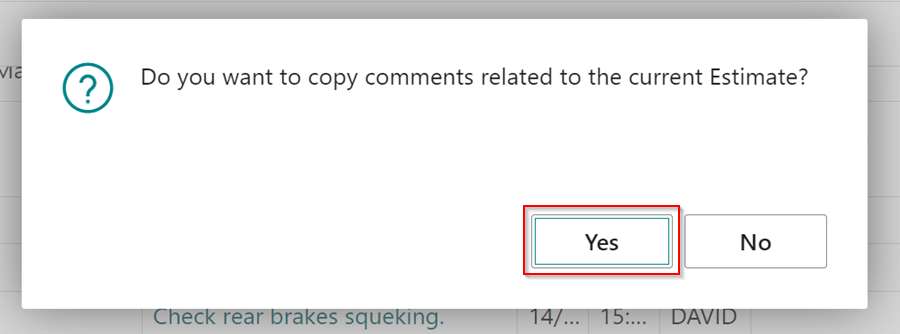 Do you want to copy comments related to the current Estimate?
Yes No
Check rear brakes squeking. 14/... 15:... DAVID